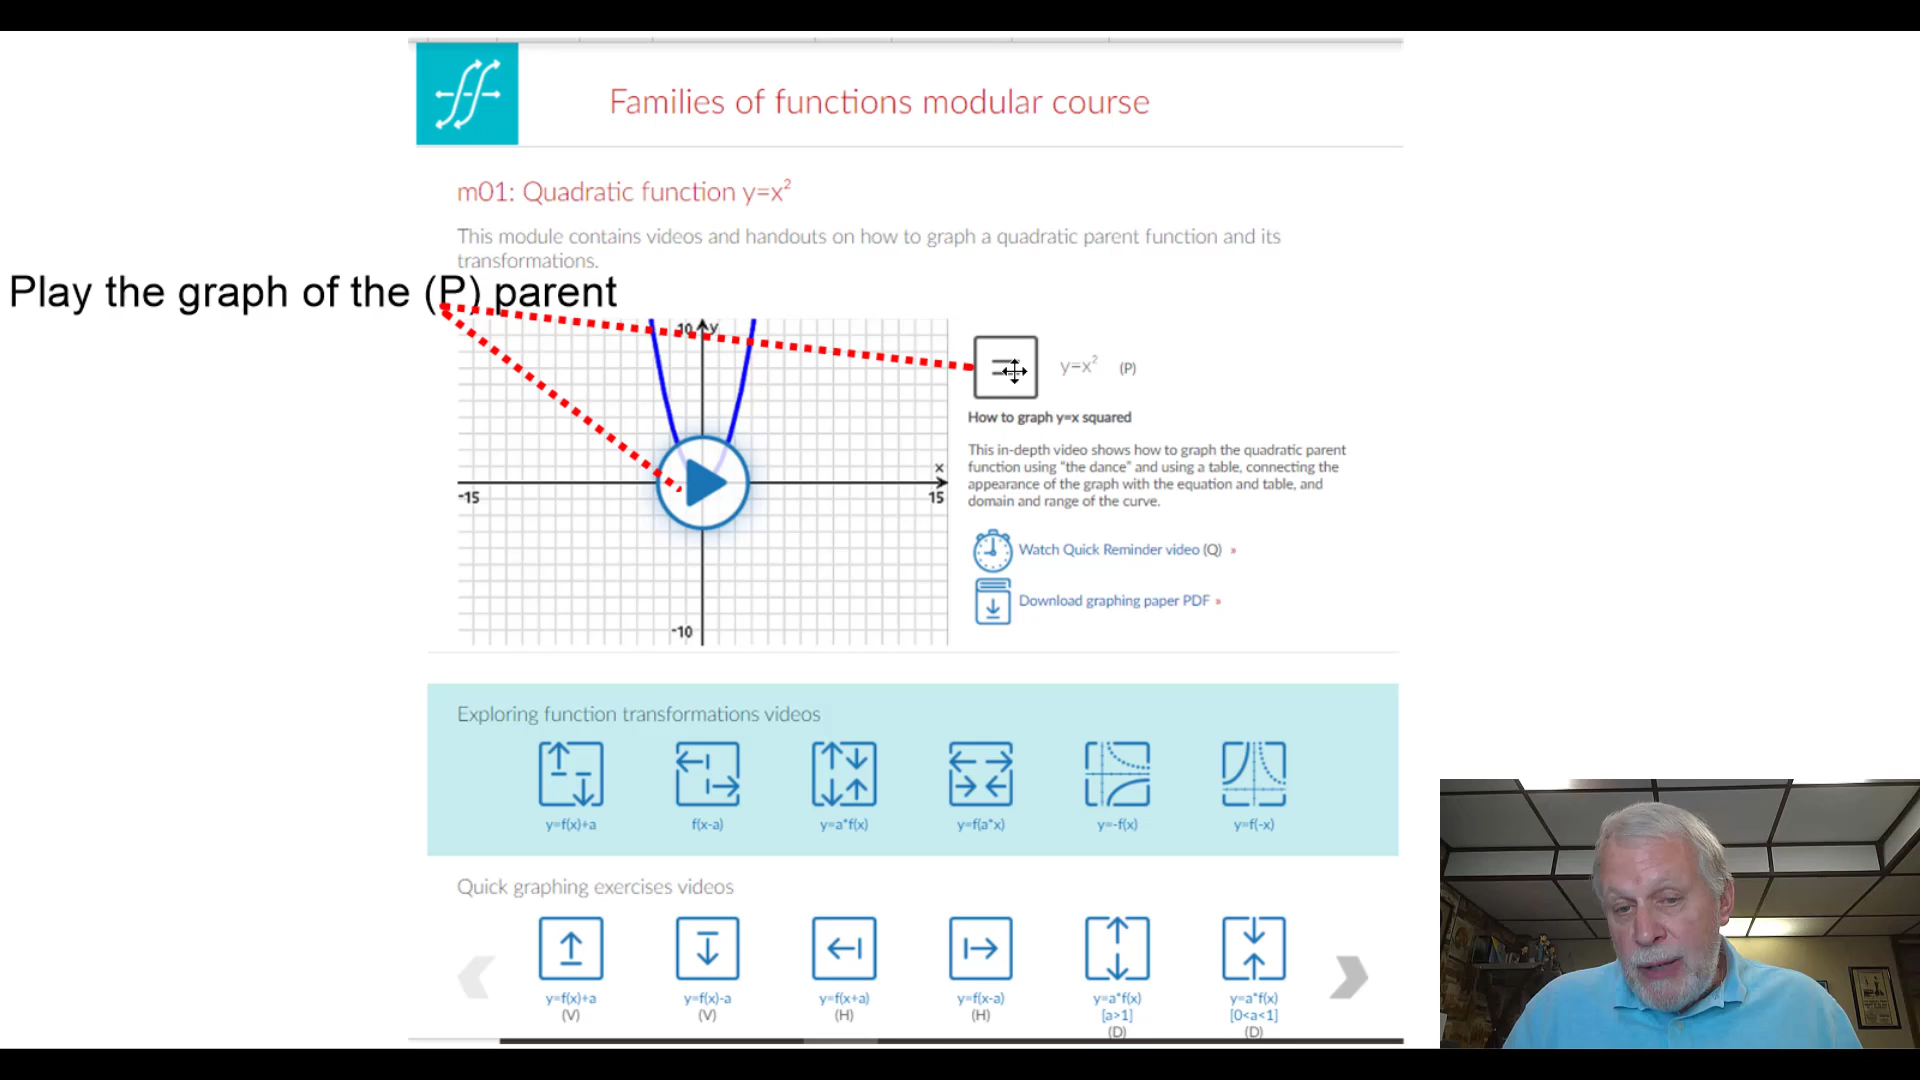 Families of functions modular course
m01: Quadratic function y=x²
This module contains videos and handouts on how to graph a quadratic parent function and its
transformations.
Play the graph of the (P) parent
10 y
x
-15
15
-10
y=x² (P)
How to graph y=x squared
This in-depth video shows how to graph the quadratic parent
function using "the dance" and using a table, connecting the
appearance of the graph with the equation and table, and
domain and range of the curve.
Watch Quick Reminder video (Q) »
Download graphing paper PDF »
Exploring function transformations videos
y=f(x)+a f(x-a) y=a*f(x) y=f(a*x) y=-f(x) y=f(-x)
Quick graphing exercises videos
y=f(x)+a y=f(x)-a y=f(x+a) y=f(x-a) y=a*f(x) y=a*f(x)
(V) (V) (H) (H) [a>1] [0<a<1]
(D) (D)